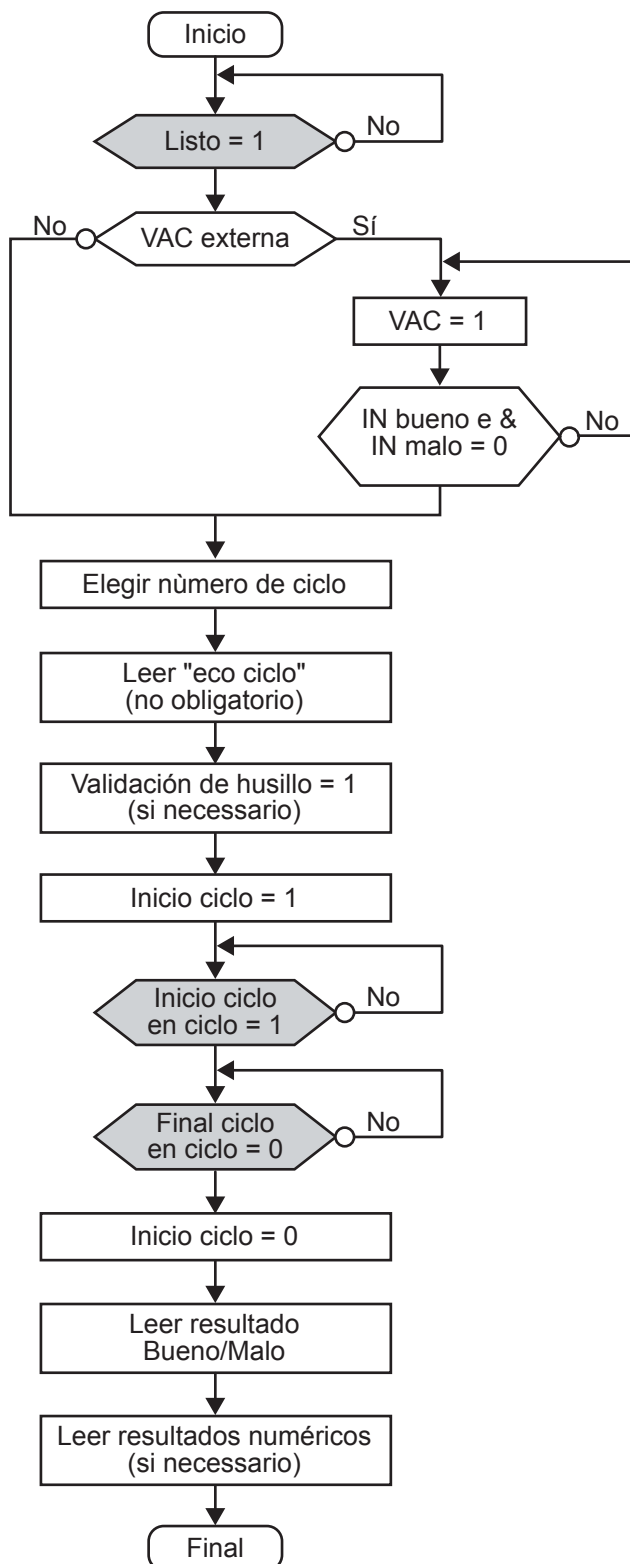 Inicio
Listo = 1
No
No
VAC externa
Sí
VAC = 1
IN bueno e &
IN malo = 0
No
Elegir nùmero de ciclo
Leer "eco ciclo"
(no obligatorio)
Validación de husillo = 1
(si necessario)
Inicio ciclo = 1
Inicio ciclo
en ciclo = 1
No
Final ciclo
en ciclo = 0
No
Inicio ciclo = 0
Leer resultado
Bueno/Malo
Leer resultados numéricos
(si necessario)
Final